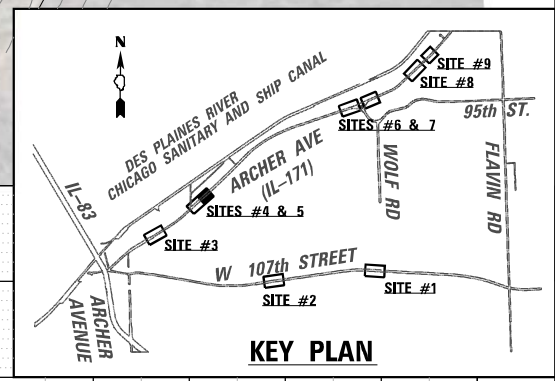 N
DES PLAINES RIVER
CHICAGO SANITARY AND SHIP CANAL
SITE #9
SITE #8
95th ST.
SITES #6 & 7
ARCHER AVE
(IL-171)
WOLF RD
FLAVIN RD
IL-83
SITES #4 & 5
SITE #3
W 107th STREET
SITE #1
SITE #2
ARCHER
AVENUE
KEY PLAN